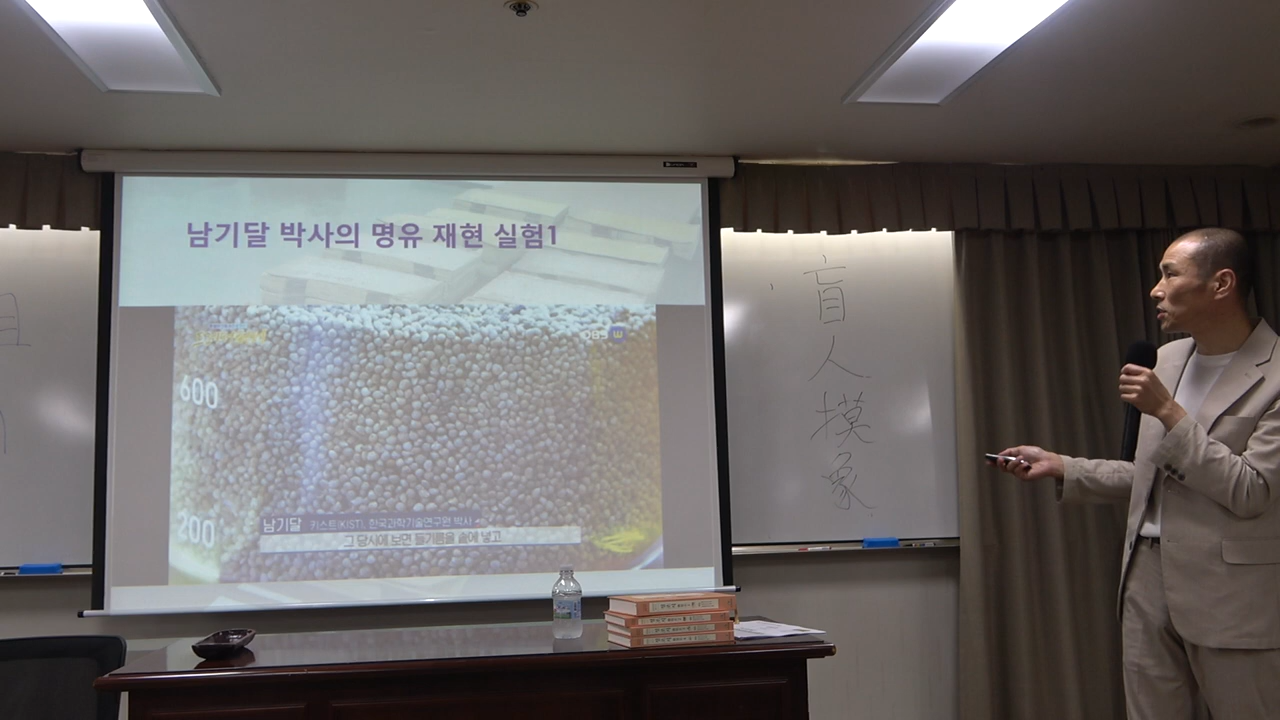 남기달 박사의 명유 재현 실험1
OBS W
600
200
남기달 키스트(KIST), 한국과학기술연구원 박사
그 당시에 보면 들기름을 솥에 넣고
盲
人
摸
象